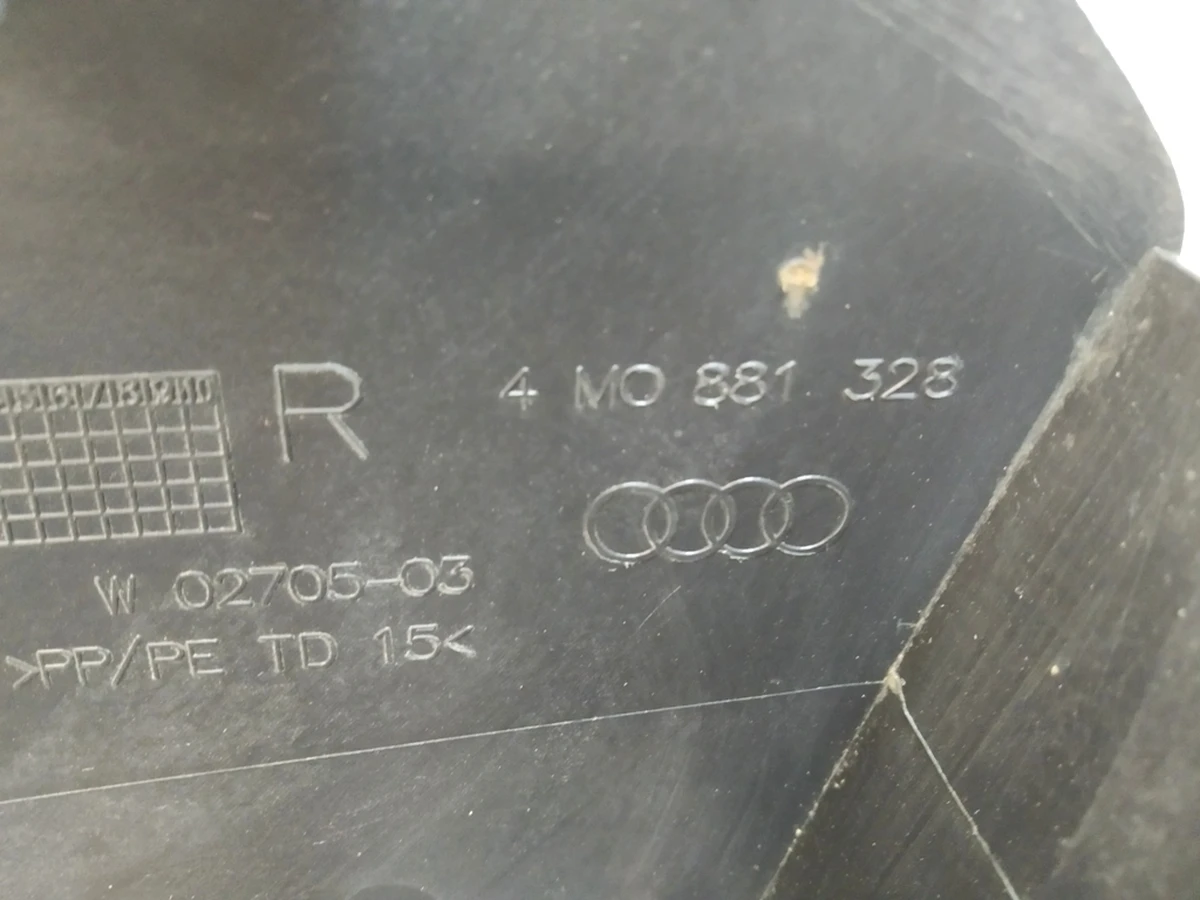 R
4 M0 881 328
W 02705-03
>PP/PE TD 15<